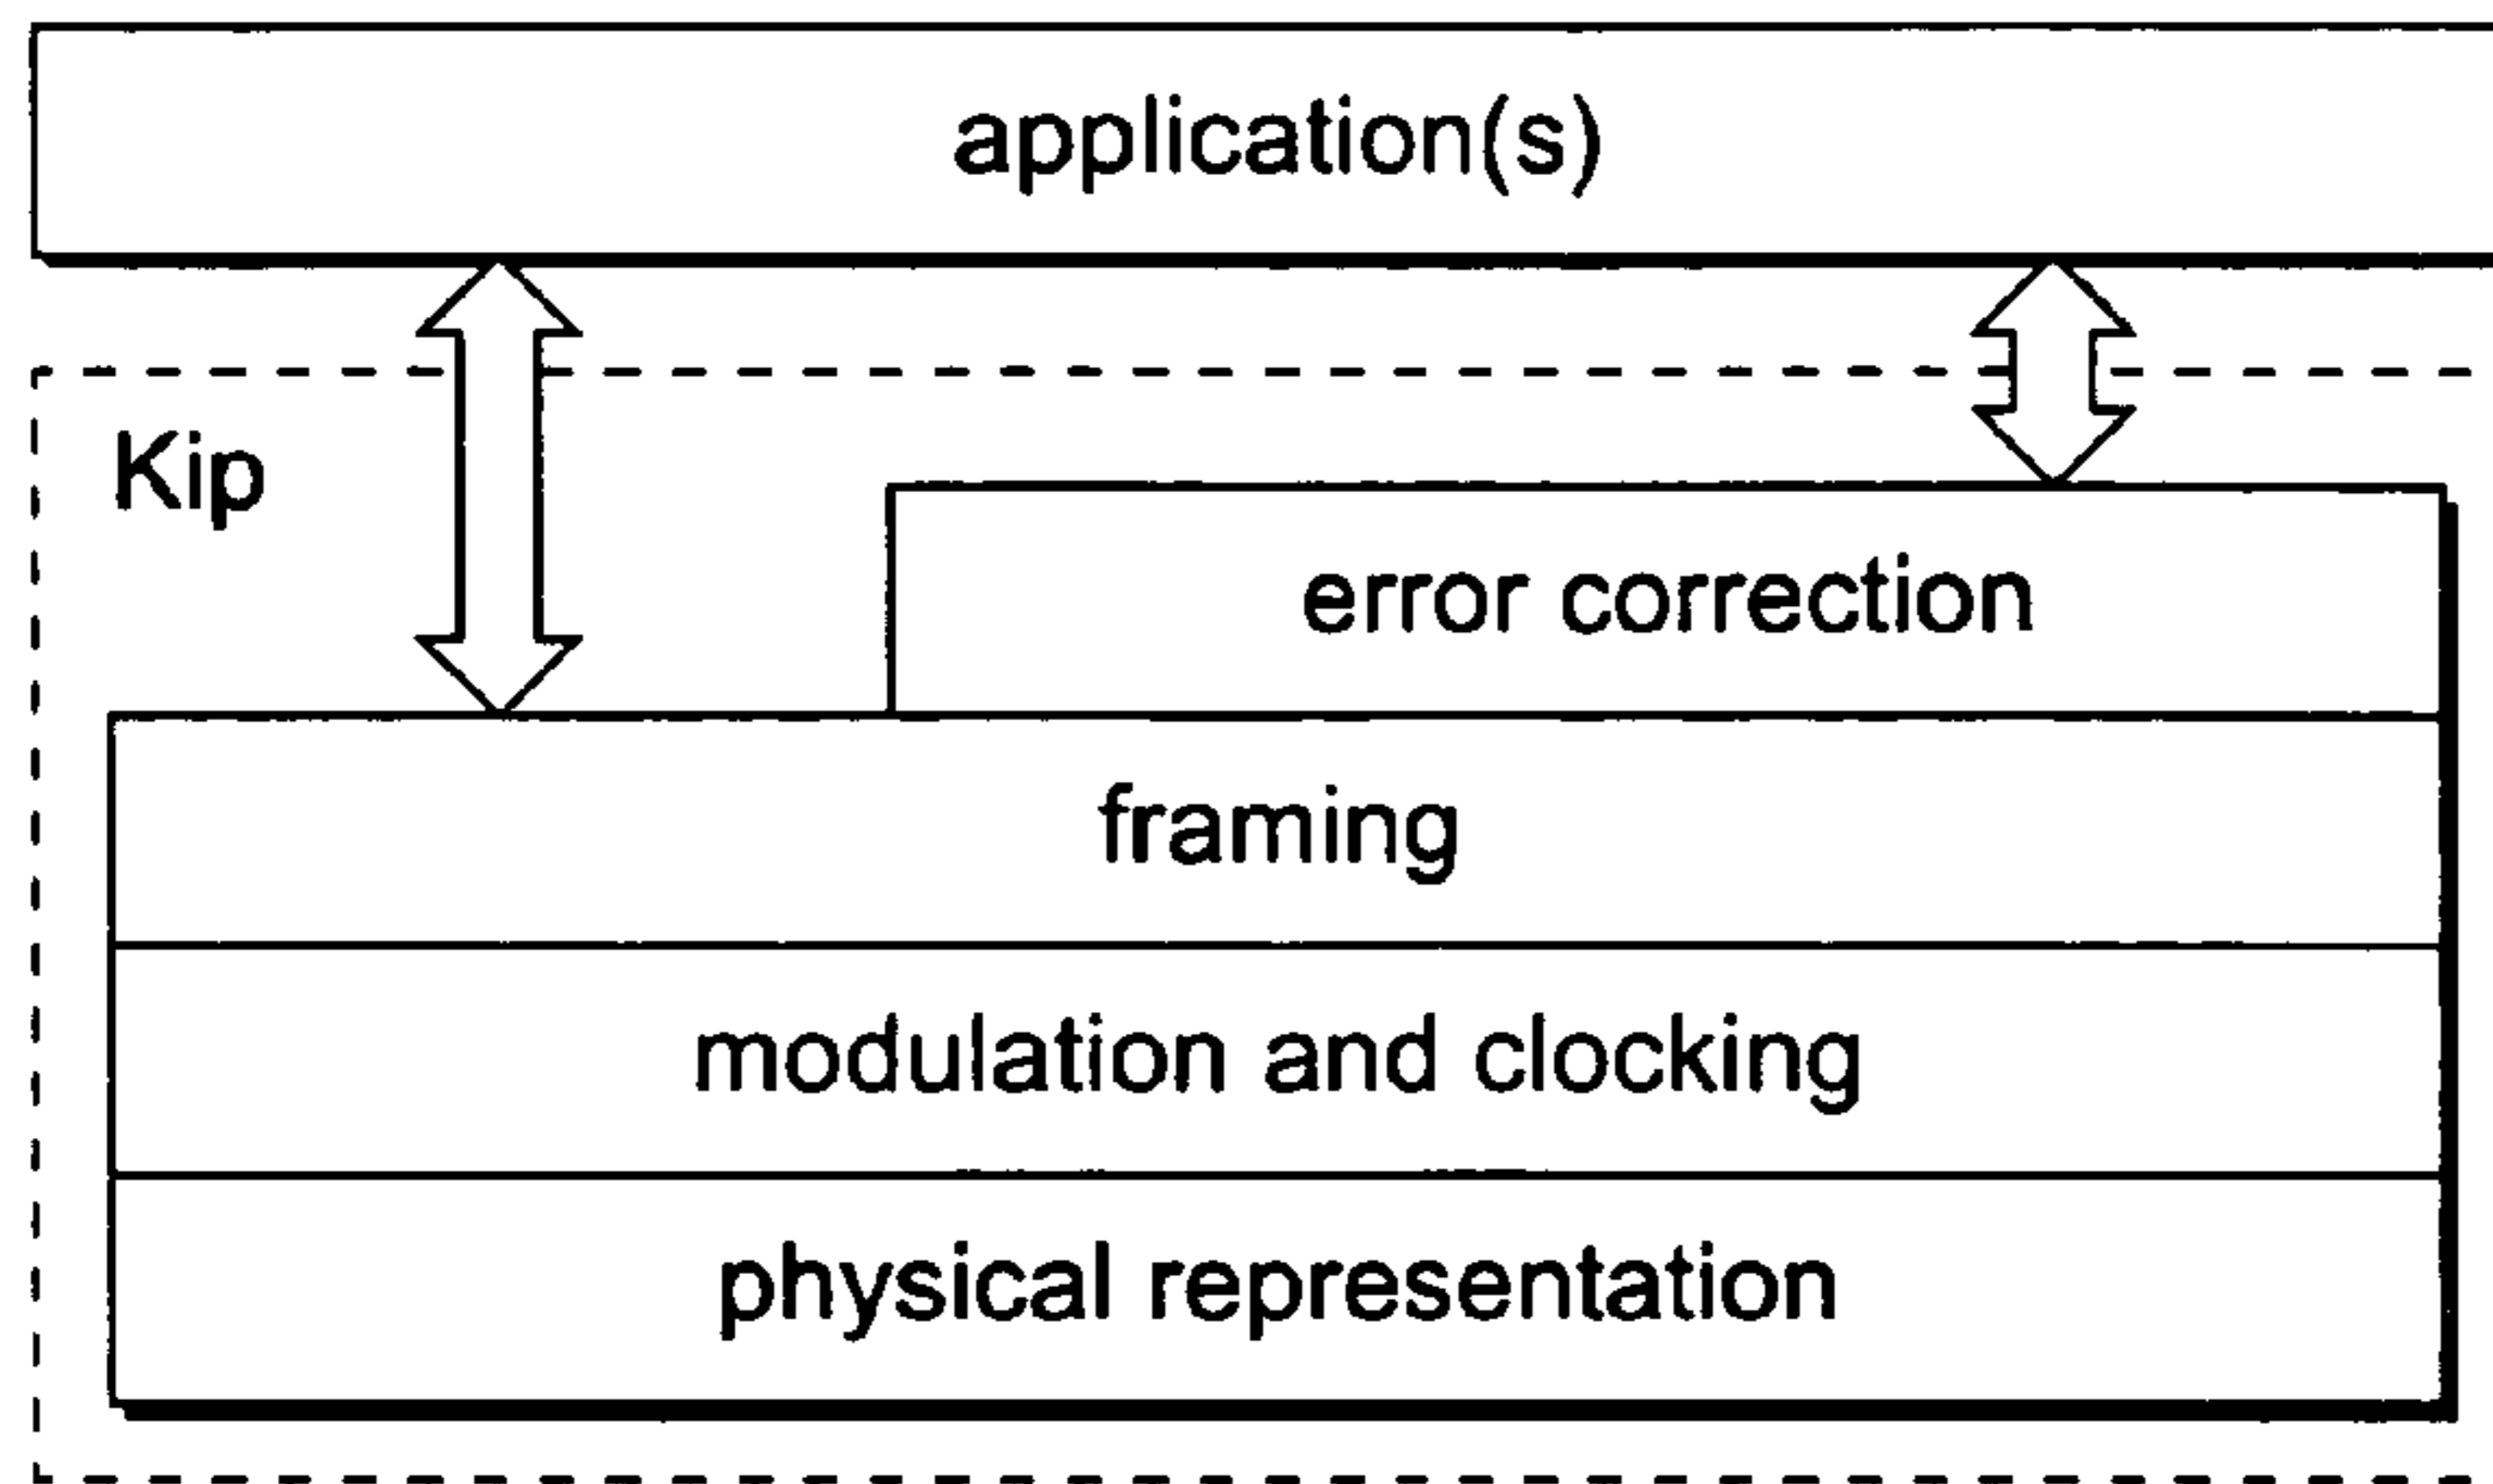 application(s)
Kip
error correction
framing
modulation and clocking
physical representation